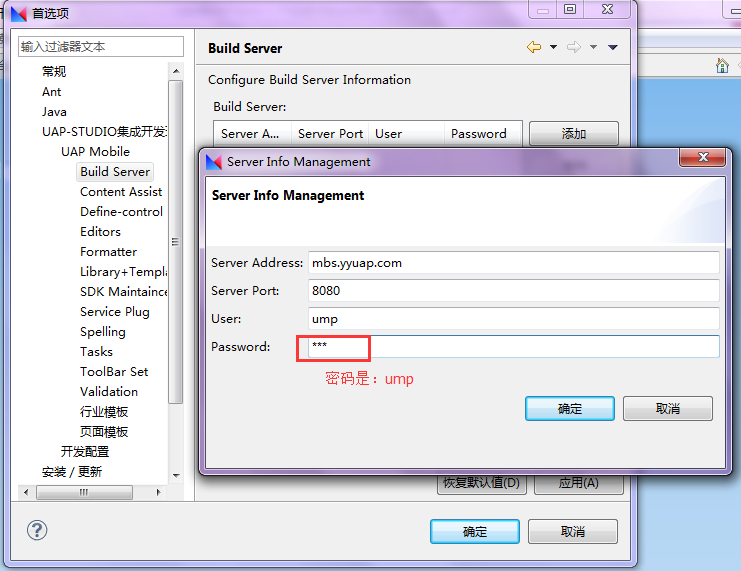 首选项
输入过滤器文本
常规
Ant
Java
UAP-STUDIO集成开发
UAP Mobile
Build Server
Content Assist
Define-control
Editors
Formatter
Library+Templa
SDK Maintaince
Service Plug
Spelling
Tasks
ToolBar Set
Validation
行业模板
页面模板
开发配置
安装 / 更新
Build Server
Configure Build Server Information
Build Server:
Server A...
Server Port
User
Password
添加
Server Info Management
Server Info Management
Server Address: mbs.yyuap.com
Server Port: 8080
User: ump
Password: ***
密码是：ump
确定
取消
恢复默认值(D)
应用(A)
确定
取消